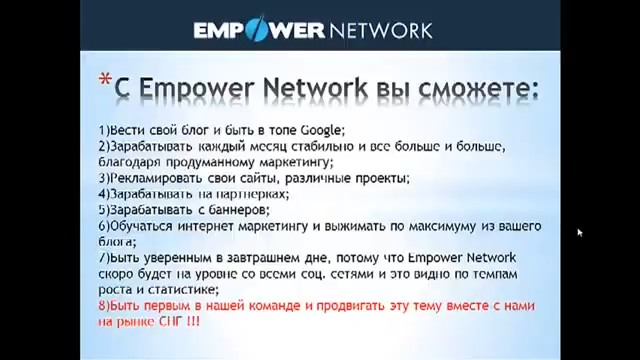 EMPOWER NETWORK
*С Empower Network вы сможете:
1)Вести свой блог и быть в топе Google;
2)Зарабатывать каждый месяц стабильно и все больше и больше,
благодаря продуманному маркетингу;
3)Рекламировать свои сайты, различные проекты;
4)Зарабатывать на партнерках;
5)Зарабатывать с баннеров;
6)Обучаться интернет маркетингу и выжимать по максимуму из вашего
блога;
7)Быть уверенным в завтрашнем дне, потому что Empower Network
скоро будет на уровне со всеми соц. сетями и это видно по темпам
роста и статистике;
8)Быть первым в нашей команде и продвигать эту тему вместе с нами
на рынке СНГ !!!